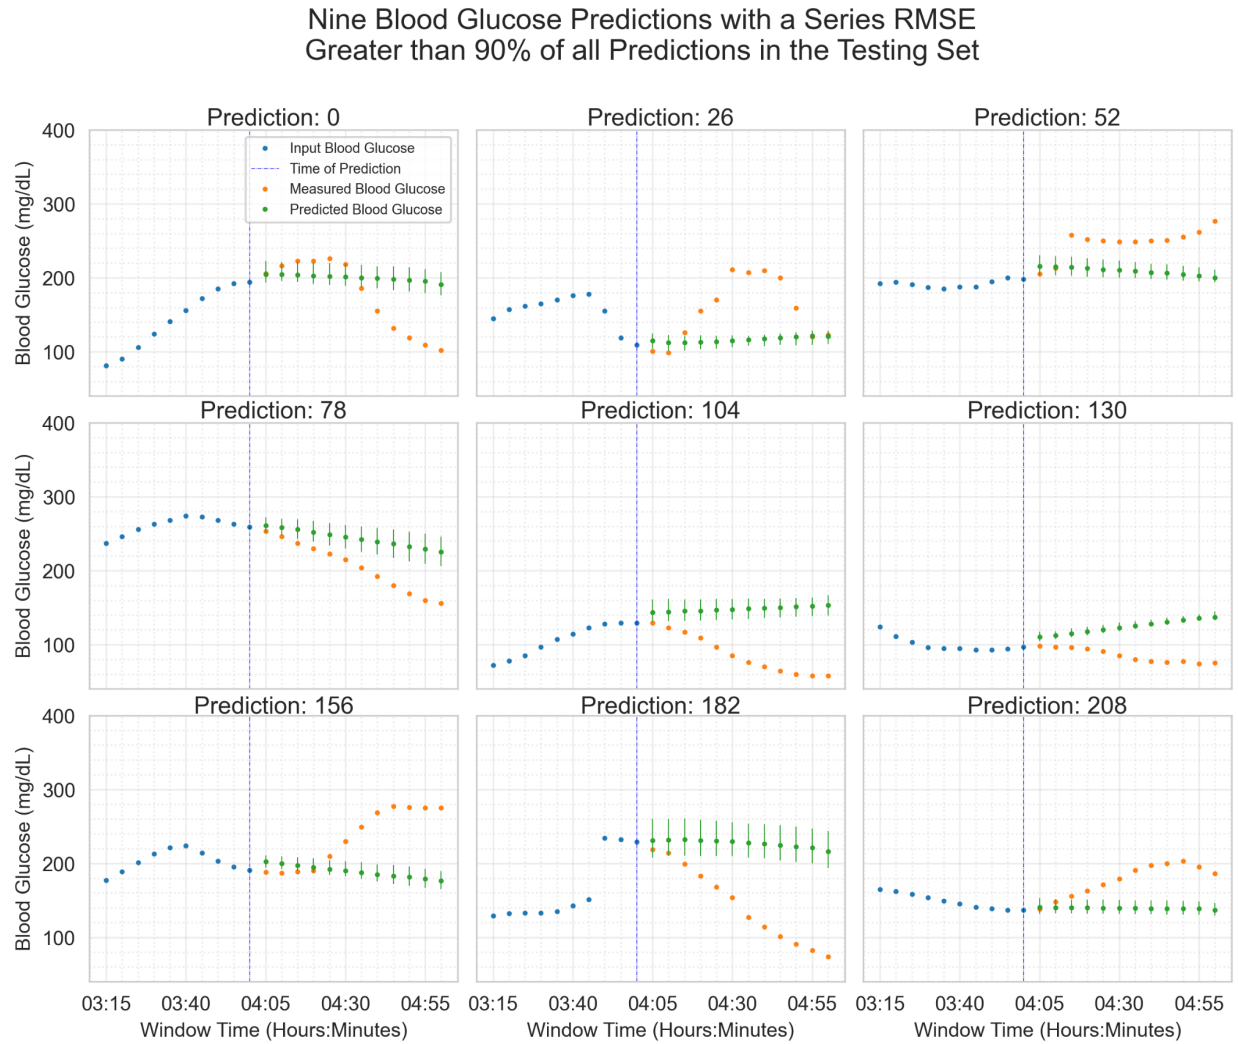 Nine Blood Glucose Predictions with a Series RMSE
Greater than 90% of all Predictions in the Testing Set
Prediction: 0
Prediction: 26
Prediction: 52
400
300
200
100
Blood Glucose (mg/dL)
Input Blood Glucose
Time of Prediction
Measured Blood Glucose
Predicted Blood Glucose
Prediction: 78
Prediction: 104
Prediction: 130
400
300
200
100
Blood Glucose (mg/dL)
Prediction: 156
Prediction: 182
Prediction: 208
400
300
200
100
Blood Glucose (mg/dL)
03:15 03:40 04:05 04:30 04:55
03:15 03:40 04:05 04:30 04:55
03:15 03:40 04:05 04:30 04:55
Window Time (Hours:Minutes)
Window Time (Hours:Minutes)
Window Time (Hours:Minutes)